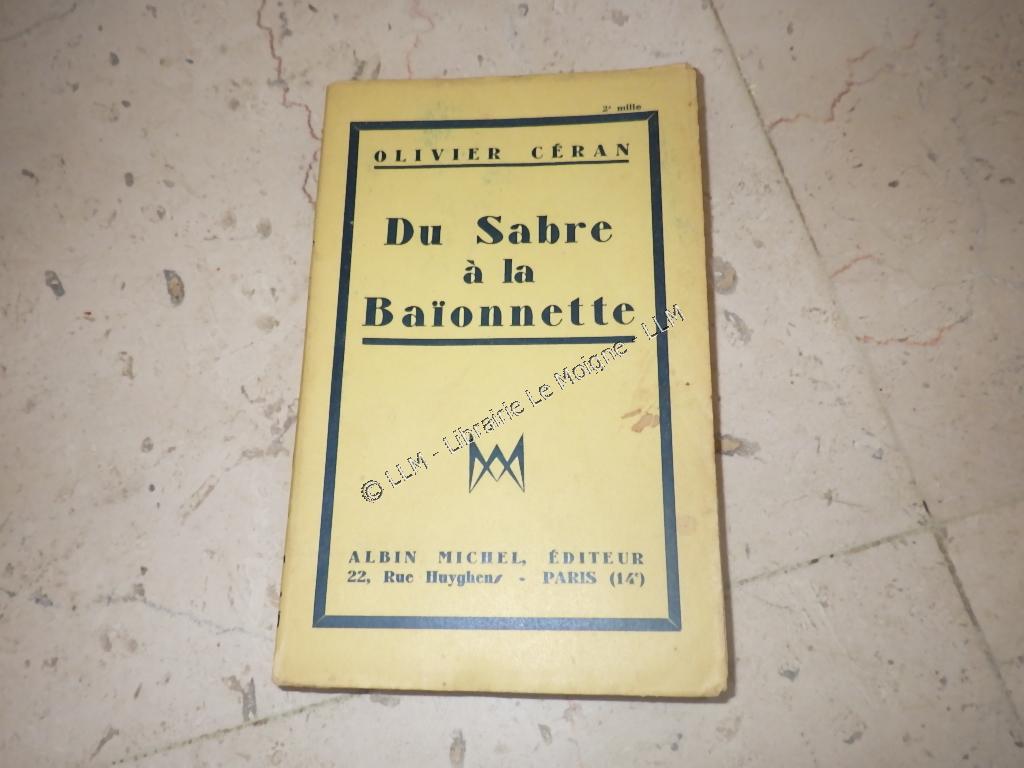 2e mille
OLIVIER CÉRAN
Du Sabre
à la
Baïonnette
© LLM - Librairie Le Moigne - LLM
ALBIN MICHEL, ÉDITEUR
22, Rue Huyghens - PARIS (14e)